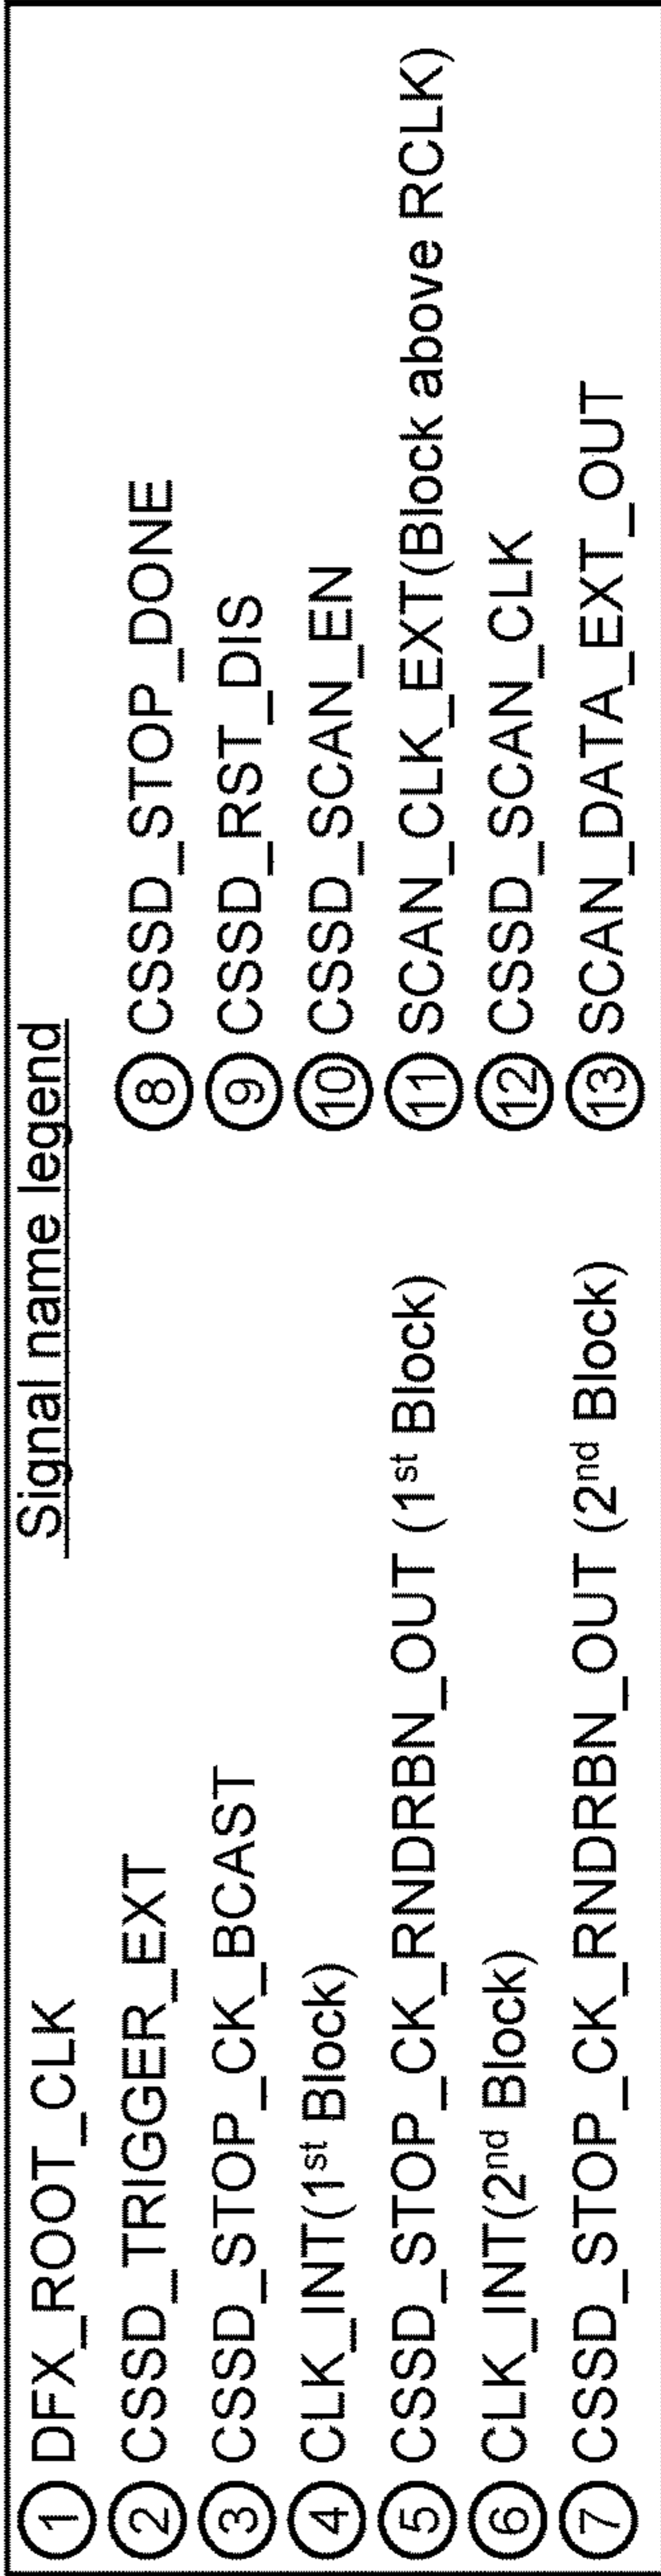 Signal name legend
1 DFX_ROOT_CLK
2 CSSD_TRIGGER_EXT
3 CSSD_STOP_CK_BCAST
4 CLK_INT(1st Block)
5 CSSD_STOP_CK_RNDRBN_OUT (1st Block)
6 CLK_INT(2nd Block)
7 CSSD_STOP_CK_RNDRBN_OUT (2nd Block)
8 CSSD_STOP_DONE
9 CSSD_RST_DIS
10 CSSD_SCAN_EN
11 SCAN_CLK_EXT(Block above RCLK)
12 CSSD_SCAN_CLK
13 SCAN_DATA_EXT_OUT